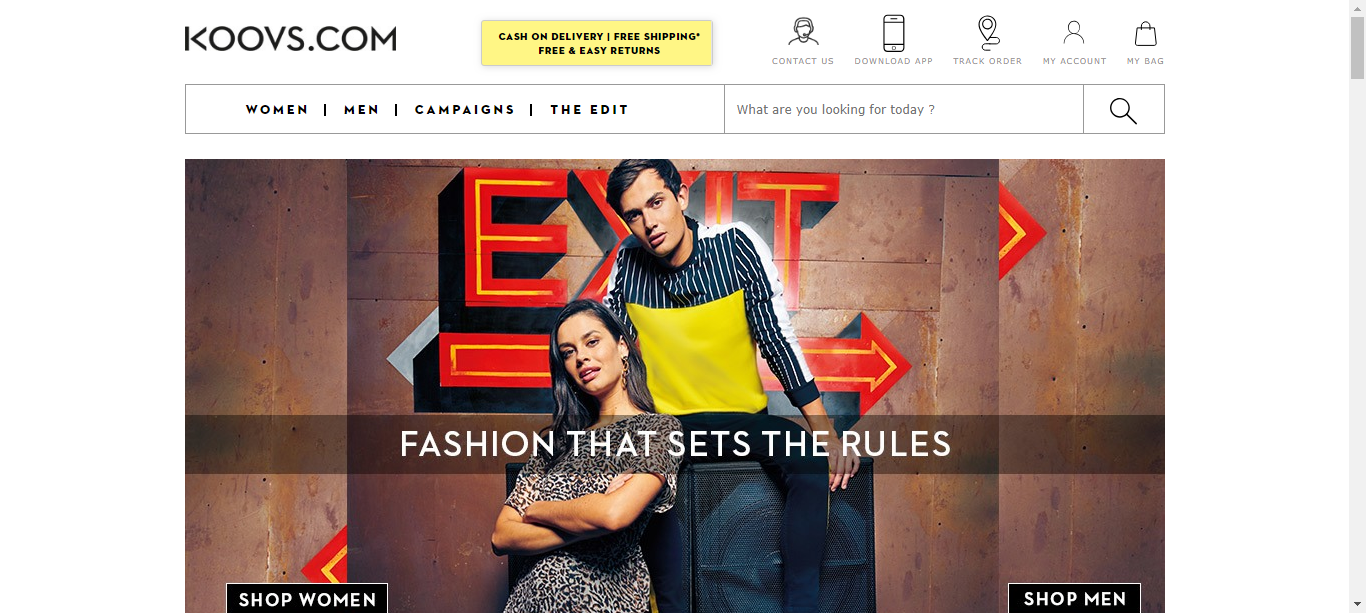 KOOVS.COM
CASH ON DELIVERY | FREE SHIPPING*
FREE & EASY RETURNS
CONTACT US
DOWNLOAD APP
TRACK ORDER
MY ACCOUNT
MY BAG
WOMEN | MEN | CAMPAIGNS | THE EDIT
What are you looking for today ?
EXIT
FASHION THAT SETS THE RULES
SHOP WOMEN
SHOP MEN